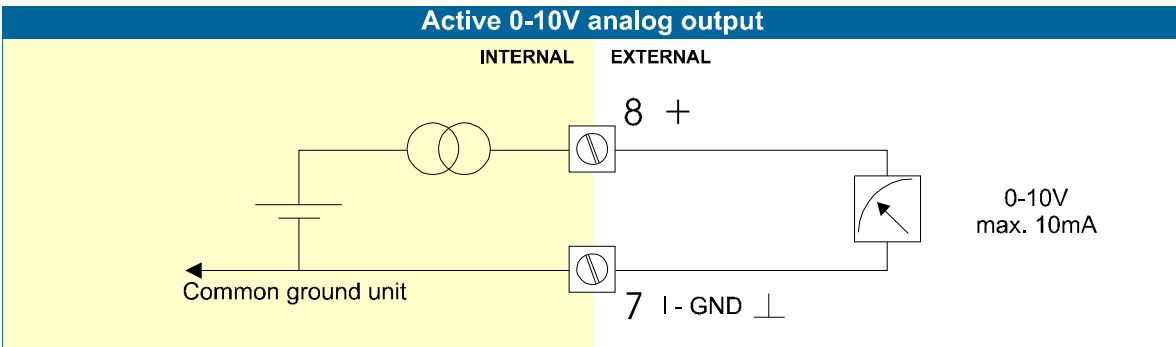 Active 0-10V analog output
INTERNAL EXTERNAL
8 +
0-10V
max. 10mA
Common ground unit
7 I - GND ⊥